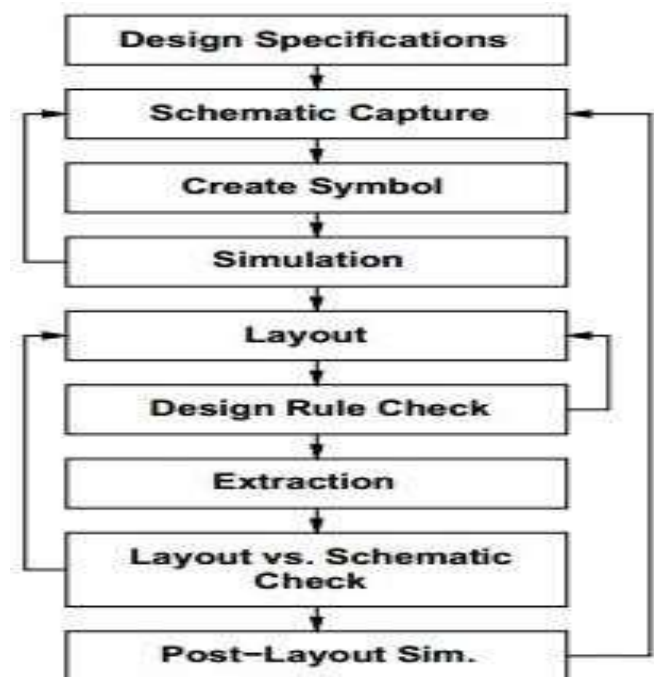 Design Specifications
Schematic Capture
Create Symbol
Simulation
Layout
Design Rule Check
Extraction
Layout vs. Schematic
Check
Post-Layout Sim.